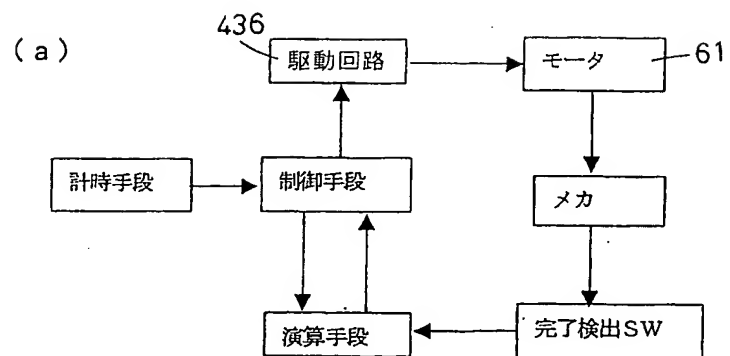 (a)
436
駆動回路
モータ
61
計時手段
制御手段
メカ
演算手段
完了検出SW